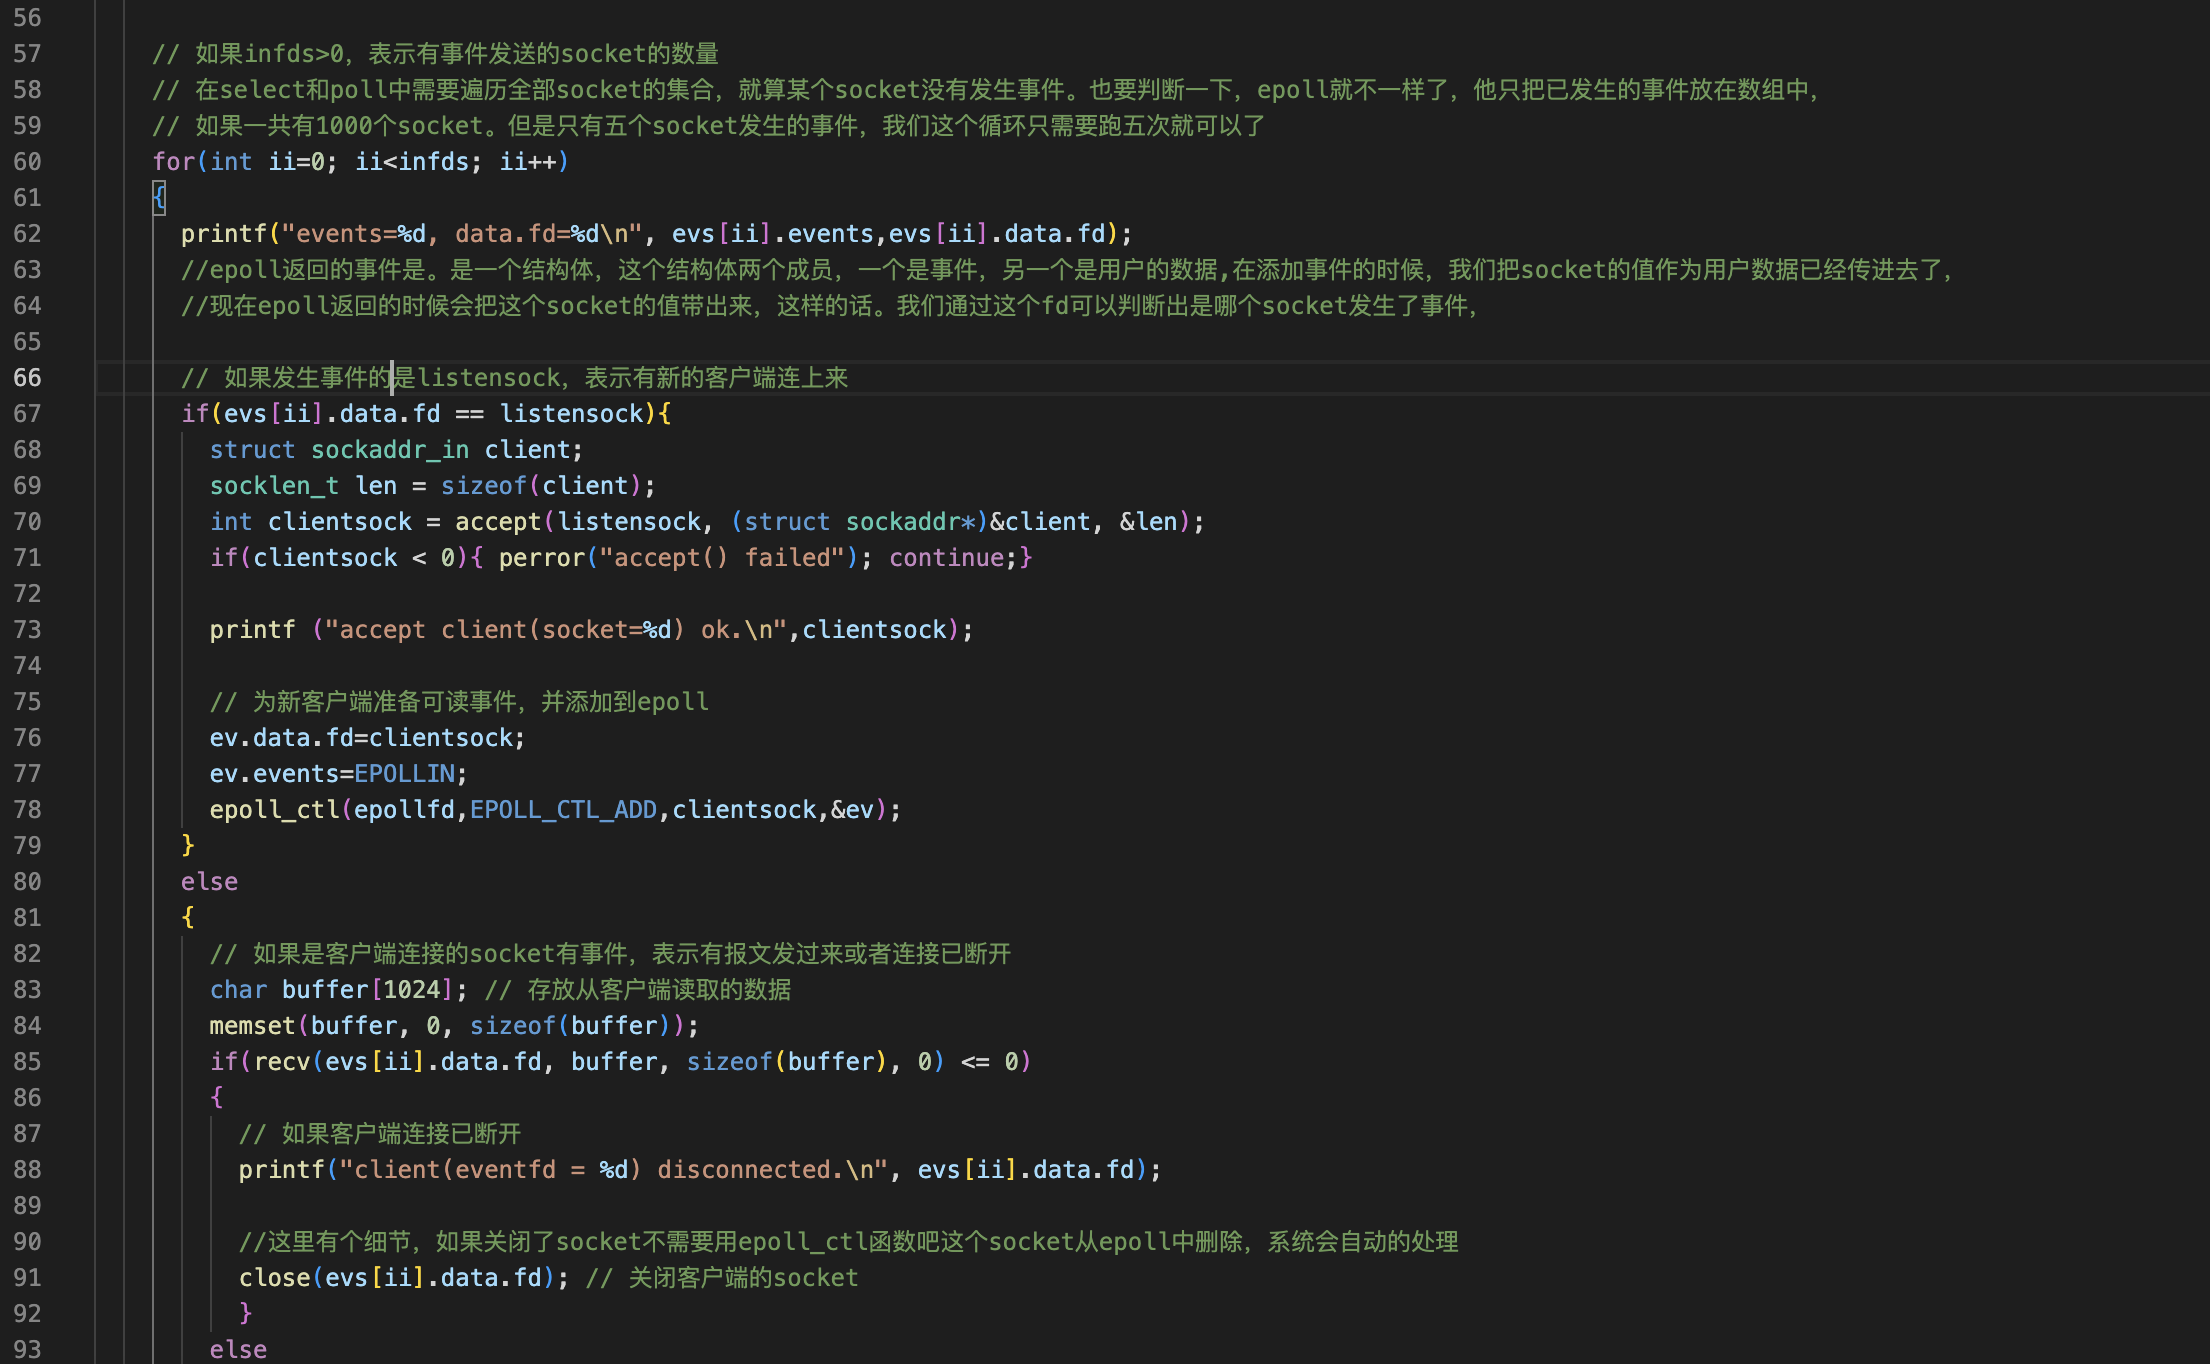 56
57 // 如果infds>0，表示有事件发送的socket的数量
58 // 在select和poll中需要遍历全部socket的集合，就算某个socket没有发生事件。也要判断一下，epoll就不一样了，他只把已发生的事件放在数组中，
59 // 如果一共有1000个socket。但是只有五个socket发生的事件，我们这个循环只需要跑五次就可以了
60 for(int ii=0; ii<infds; ii++)
61 {
62 printf("events=%d, data.fd=%d\n", evs[ii].events,evs[ii].data.fd);
63 //epoll返回的事件是。是一个结构体，这个结构体两个成员，一个是事件，另一个是用户的数据,在添加事件的时候，我们把socket的值作为用户数据已经传进去了，
64 //现在epoll返回的时候会把这个socket的值带出来，这样的话。我们通过这个fd可以判断出是哪个socket发生了事件，
65
66 // 如果发生事件的是listensock，表示有新的客户端连上来
67 if(evs[ii].data.fd == listensock){
68 struct sockaddr_in client;
69 socklen_t len = sizeof(client);
70 int clientsock = accept(listensock, (struct sockaddr*)&client, &len);
71 if(clientsock < 0){ perror("accept() failed"); continue;}
72
73 printf ("accept client(socket=%d) ok.\n",clientsock);
74
75 // 为新客户端准备可读事件，并添加到epoll
76 ev.data.fd=clientsock;
77 ev.events=EPOLLIN;
78 epoll_ctl(epollfd,EPOLL_CTL_ADD,clientsock,&ev);
79 }
80 else
81 {
82 // 如果是客户端连接的socket有事件，表示有报文发过来或者连接已断开
83 char buffer[1024]; // 存放从客户端读取的数据
84 memset(buffer, 0, sizeof(buffer));
85 if(recv(evs[ii].data.fd, buffer, sizeof(buffer), 0) <= 0)
86 {
87 // 如果客户端连接已断开
88 printf("client(eventfd = %d) disconnected.\n", evs[ii].data.fd);
89
90 //这里有个细节，如果关闭了socket不需要用epoll_ctl函数吧这个socket从epoll中删除，系统会自动的处理
91 close(evs[ii].data.fd); // 关闭客户端的socket
92 }
93 else